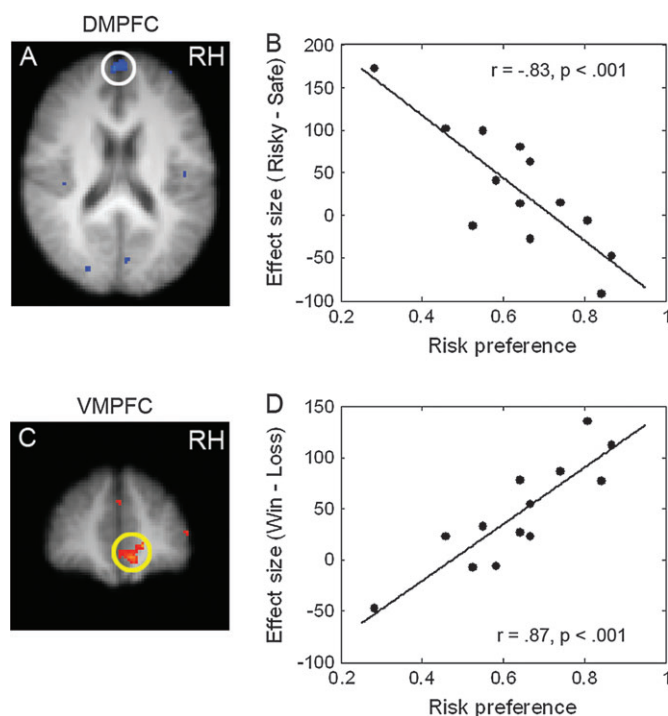 DMPFC
A
RH
B
200
150
100
50
0
-50
-100
Effect size (Risky - Safe)
r = -.83, p < .001
0.2 0.4 0.6 0.8 1
Risk preference
VMPFC
C
RH
D
150
100
50
0
-50
-100
Effect size (Win - Loss)
r = .87, p < .001
0.2 0.4 0.6 0.8 1
Risk preference